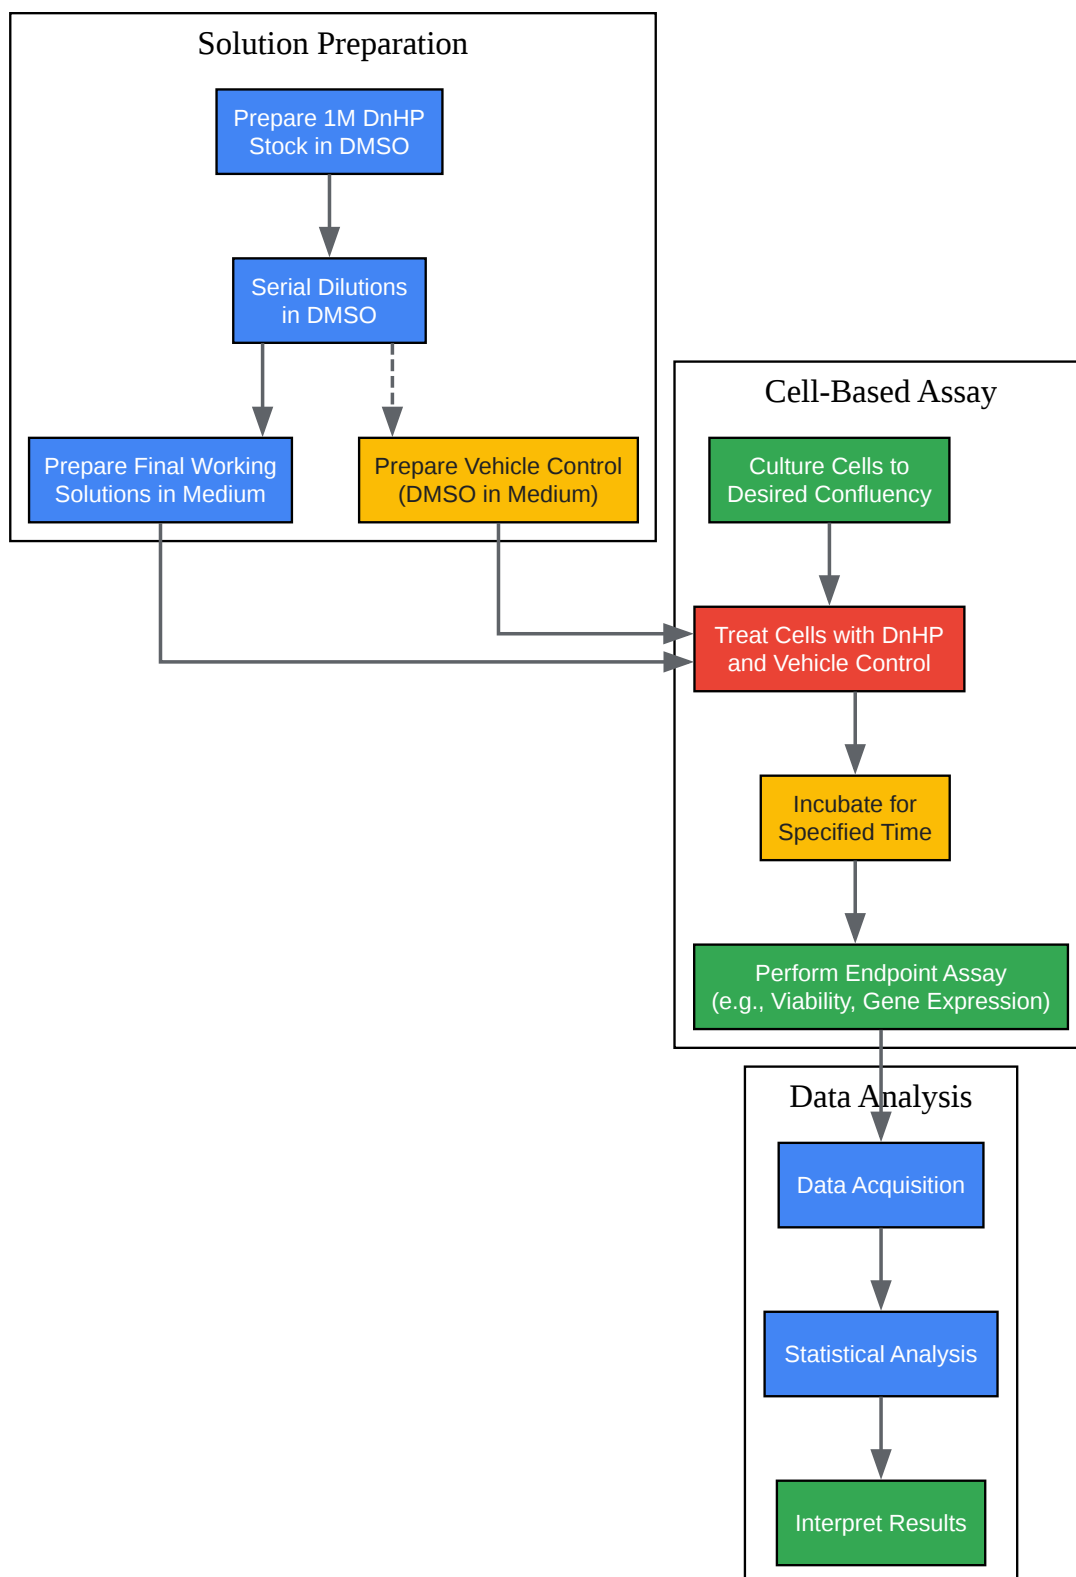 Solution Preparation
Prepare 1M DnHP
Stock in DMSO
Serial Dilutions
in DMSO
Prepare Final Working
Solutions in Medium
Prepare Vehicle Control
(DMSO in Medium)
Cell-Based Assay
Culture Cells to
Desired Confluency
Treat Cells with DnHP
and Vehicle Control
Incubate for
Specified Time
Perform Endpoint Assay
(e.g., Viability, Gene Expression)
Data Analysis
Data Acquisition
Statistical Analysis
Interpret Results